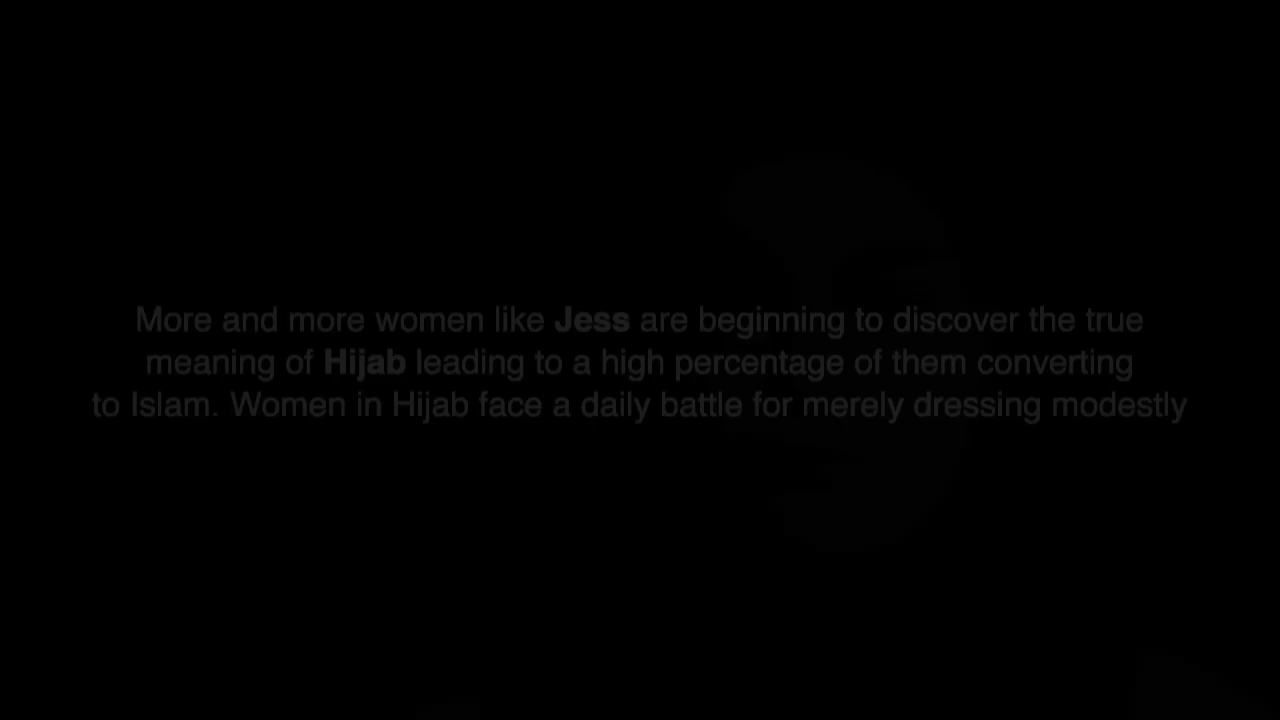 More and more women like Jess are beginning to discover the true
meaning of Hijab leading to a high percentage of them converting
to Islam. Women in Hijab face a daily battle for merely dressing modestly